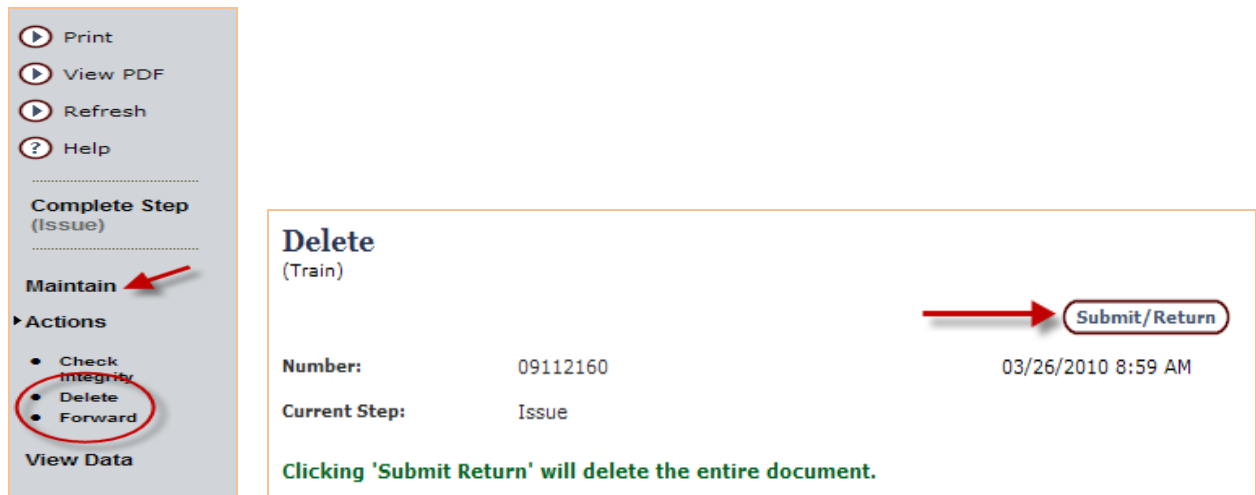 Print
View PDF
Refresh
? Help
Complete Step
(Issue)
Maintain
Actions
Check
Integrity
Delete
Forward
View Data
Delete
(Train)
Submit/Return
Number: 09112160 03/26/2010 8:59 AM
Current Step: Issue
Clicking 'Submit Return' will delete the entire document.